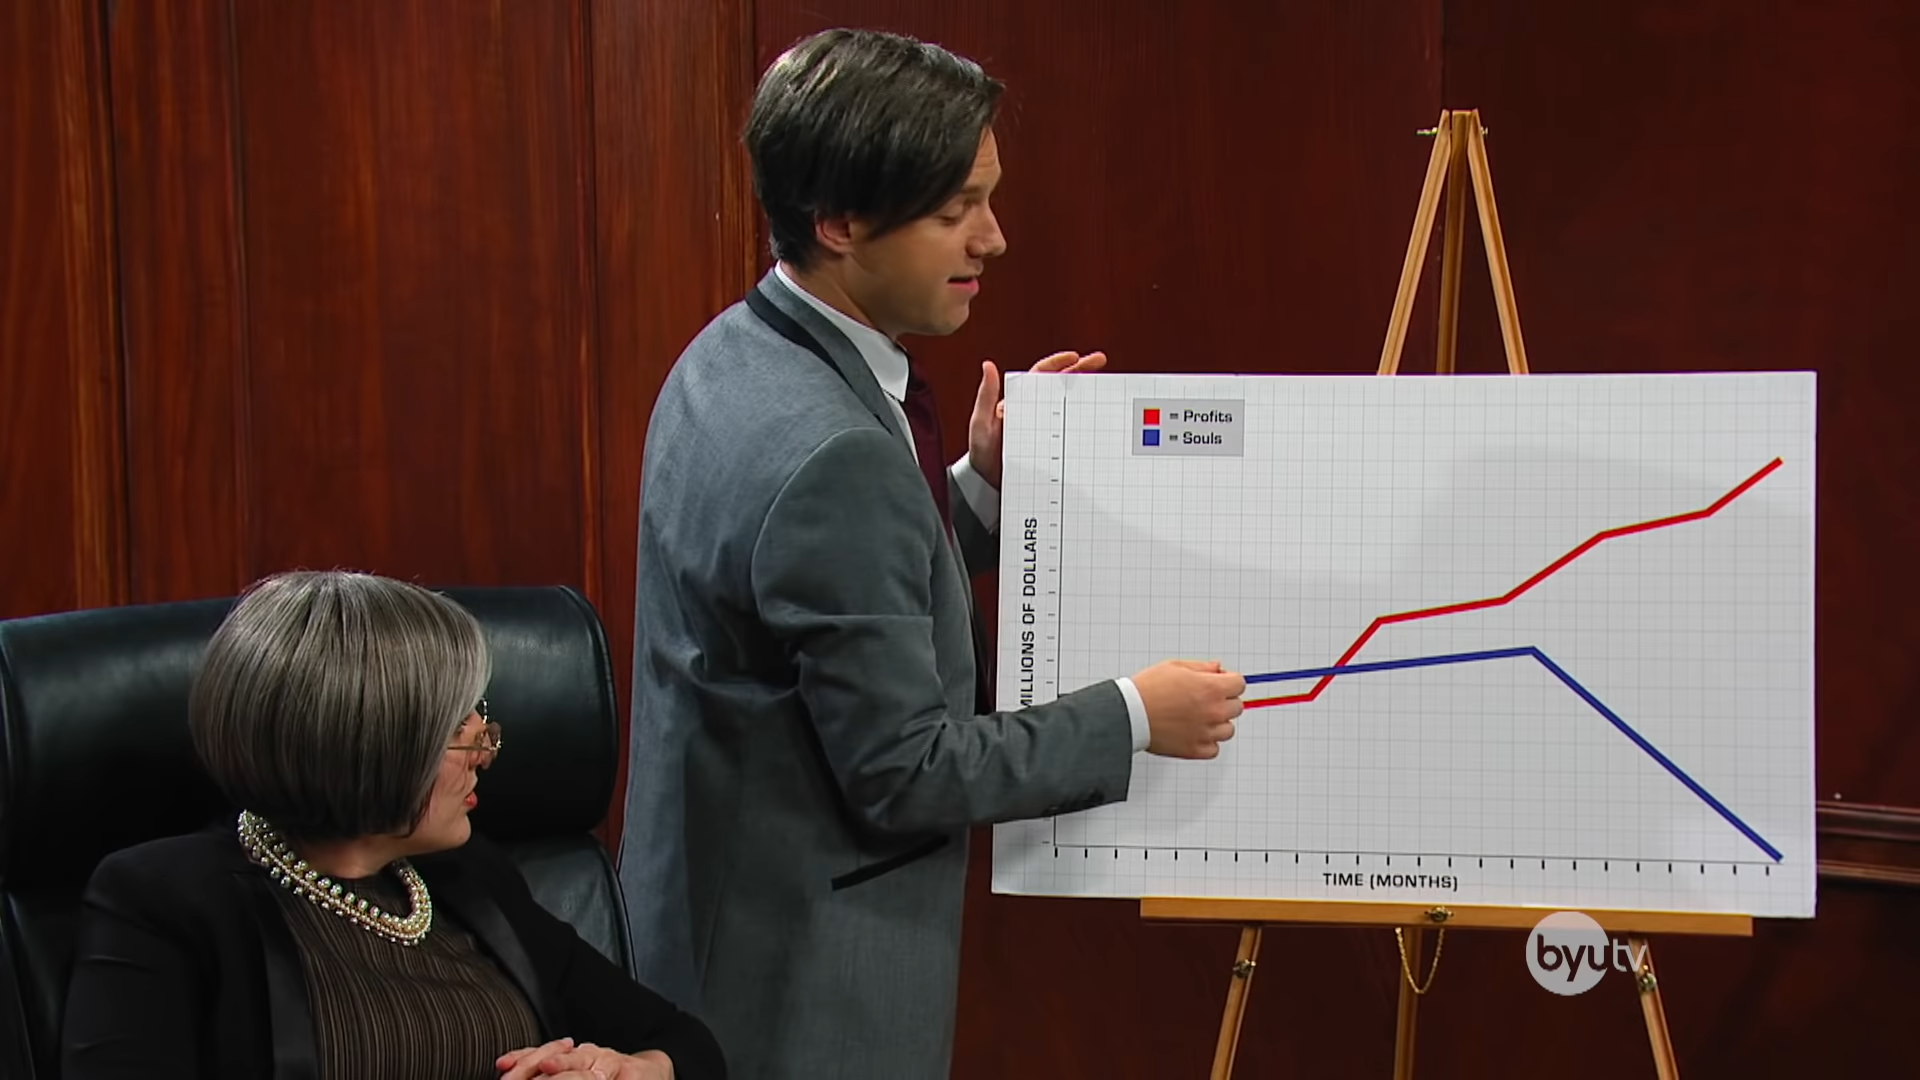 = Profits
= Souls
MILLIONS OF DOLLARS
TIME (MONTHS)
byutv